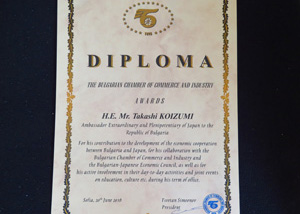 DIPLOMA
THE BULGARIAN CHAMBER OF COMMERCE AND INDUSTRY
AWARDS
H.E. Mr. Takashi KOIZUMI
Ambassador Extraordinary and Plenipotentiary of Japan to the
Republic of Bulgaria
For his contribution to the development of the economic cooperation
between Bulgaria and Japan, for his collaboration with the
Bulgarian Chamber of Commerce and Industry and
the Bulgarian Japanese Economic Council, as well as for
his active involvement in their day to day activities and joint events
on education, culture etc. during his term of office.
Sofia, June
Tsvetan Simeonov
President